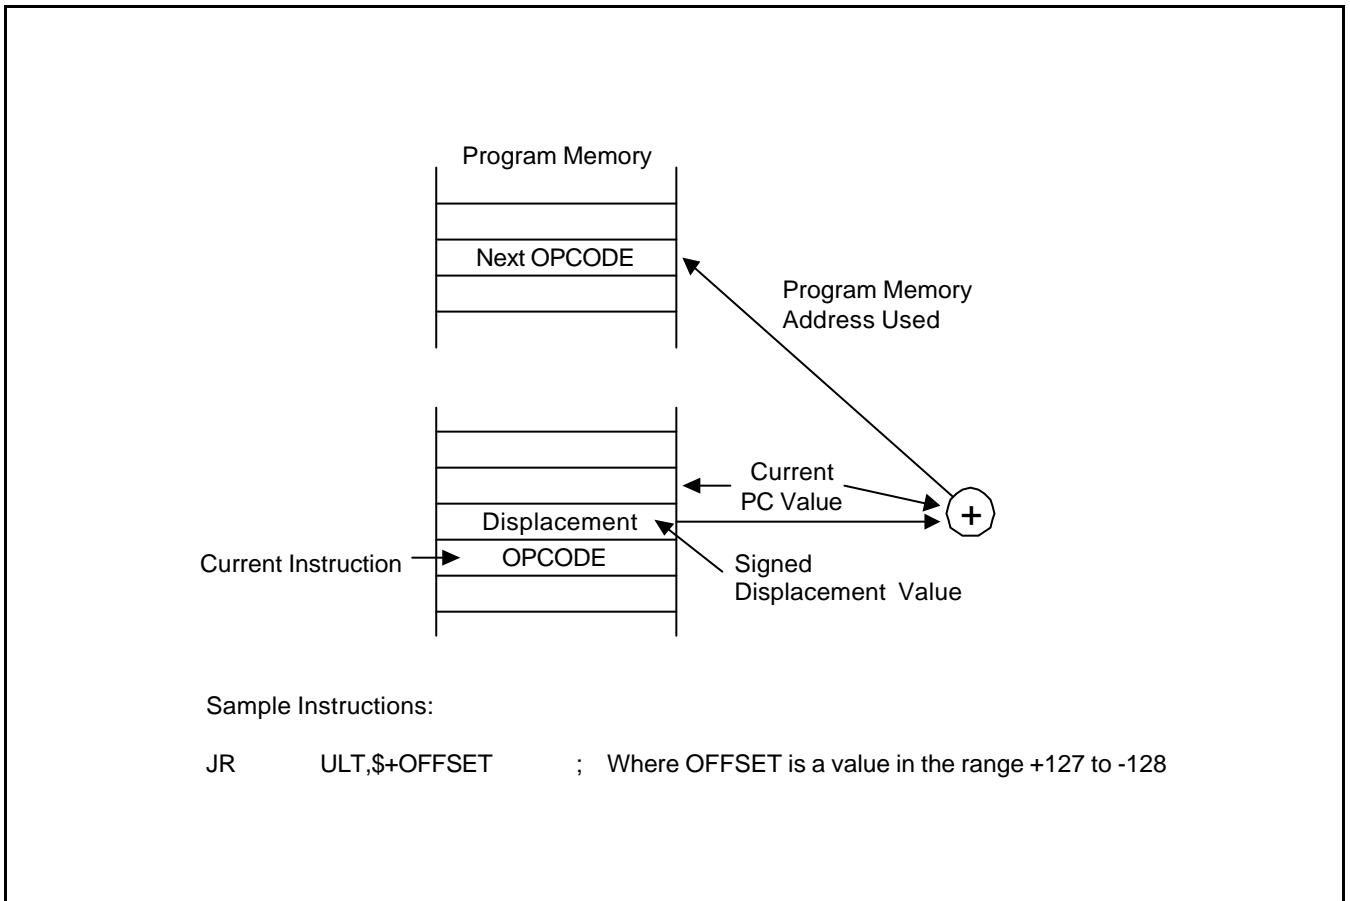 Program Memory
Next OPCODE
Program Memory
Address Used
Current
PC Value
+
Displacement
Current Instruction
OPCODE
Signed
Displacement Value
Sample Instructions:
JR ULT,$+OFFSET ; Where OFFSET is a value in the range +127 to -128